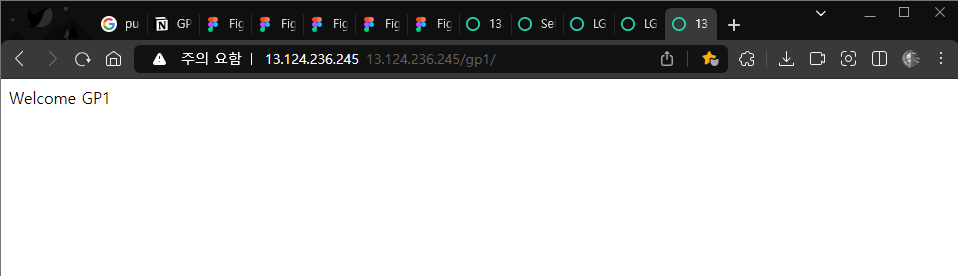 pu GP Fig Fig Fig Fig Fig 13 Sel LG LG 13
주의 요함 13.124.236.245 13.124.236.245/gp1/
Welcome GP1